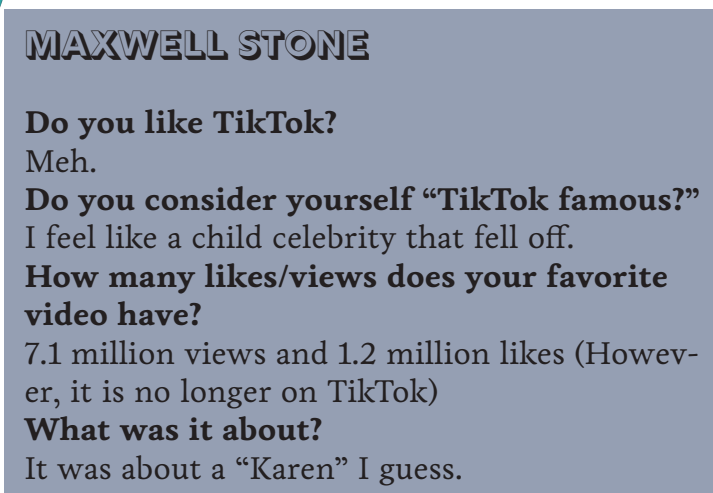 MAXWELL STONE
Do you like TikTok?
Meh.
Do you consider yourself “TikTok famous?”
I feel like a child celebrity that fell off.
How many likes/views does your favorite
video have?
7.1 million views and 1.2 million likes (Howev-
er, it is no longer on TikTok)
What was it about?
It was about a “Karen” I guess.